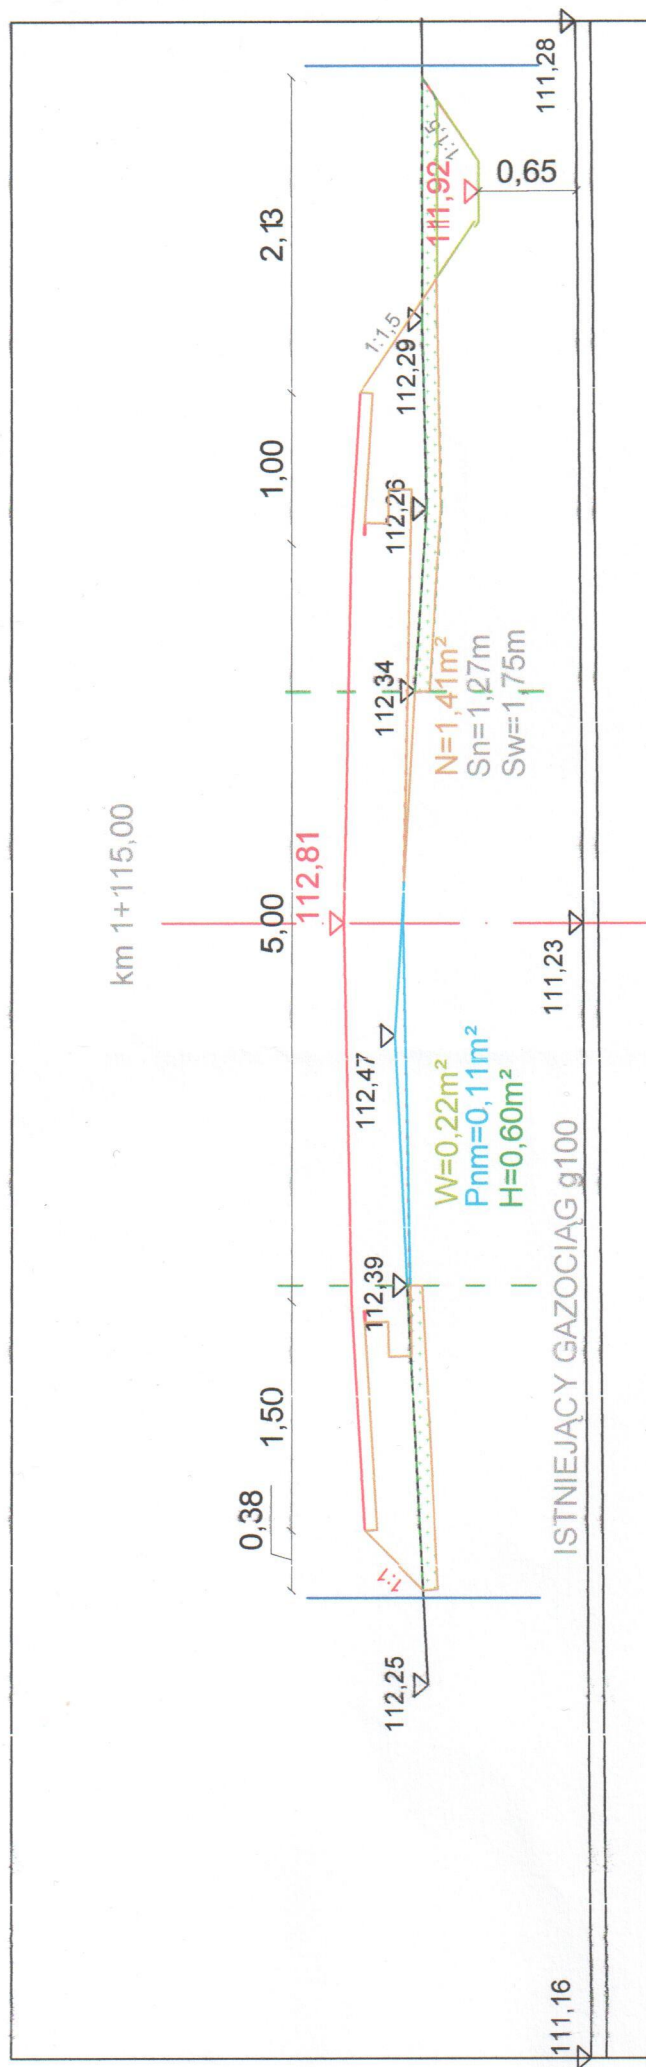 km 1+115,00
0,38
1,50
5,00
1,00
2,13
112,81
112,25
1:1
112,39
112,47
112,34
112,26
112,29
1:1,5
111,92
1:1,5
0,65
W=0,22m²
Pnm=0,11m²
H=0,60m²
N=1,41m²
Sn=1,27m
Sw=1,75m
ISTNIEJĄCY GAZOCIĄG g100
111,16
111,23
111,28